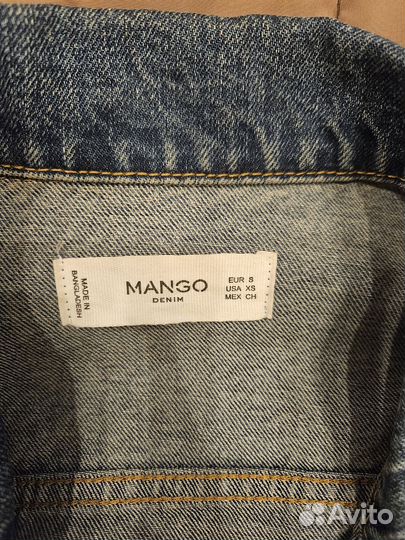 MADE IN
BANGLADESH
MANGO
DENIM
EUR S
USA XS
MEX CH
Avito